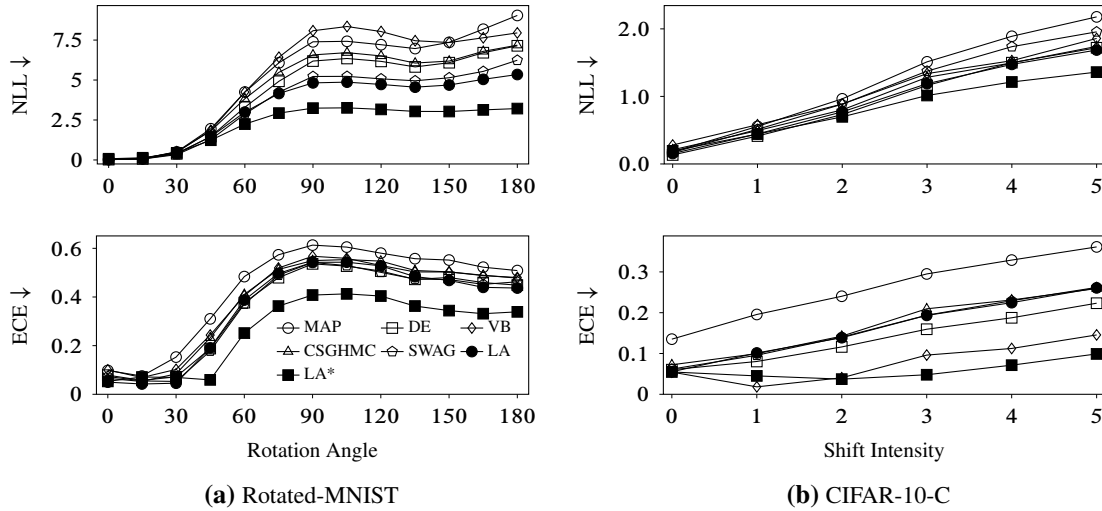 NLL ↓
7.5
5
2.5
0
0 30 60 90 120 150 180
NLL ↓
2.0
1.0
0.0
0 1 2 3 4 5
ECE ↓
0.6
0.4
0.2
0
MAP DE VB
CSGHMC SWAG LA
LA*
0 30 60 90 120 150 180
Rotation Angle
(a) Rotated-MNIST
ECE ↓
0.3
0.2
0.1
0
0 1 2 3 4 5
Shift Intensity
(b) CIFAR-10-C